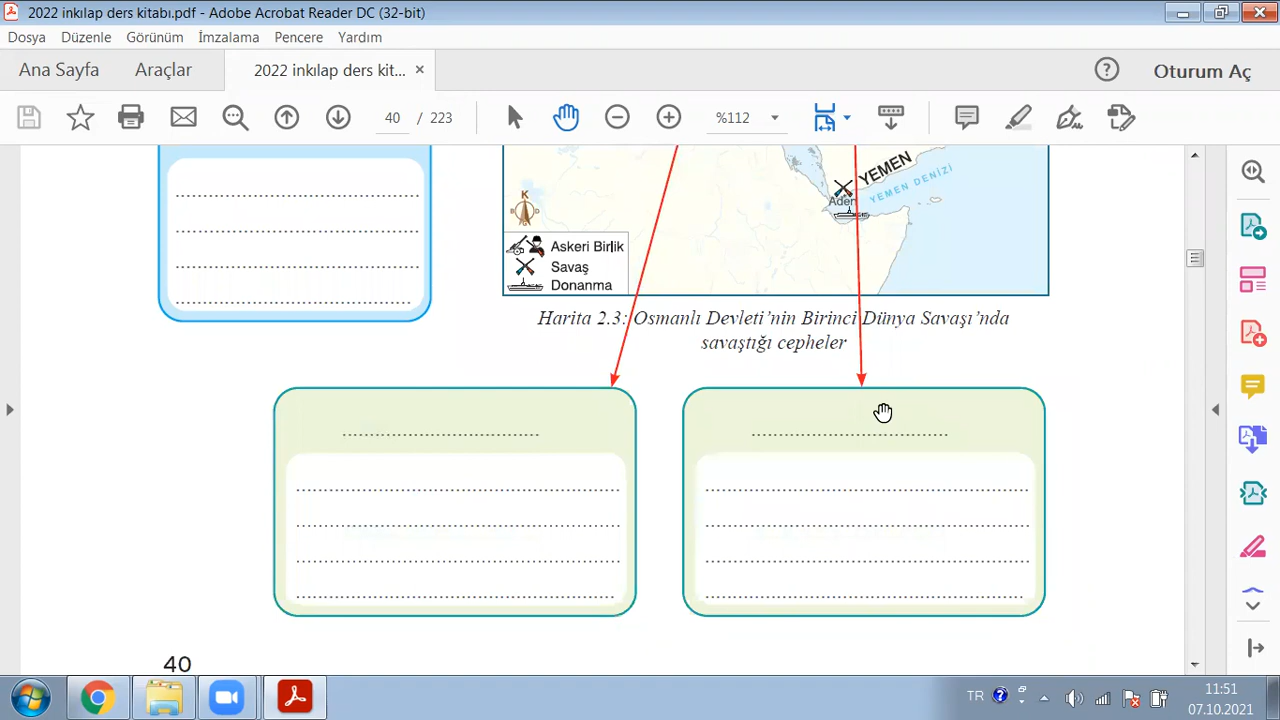 2022 inkılap ders kitabı.pdf - Adobe Acrobat Reader DC (32-bit)
Dosya Düzenle Görünüm İmzalama Pencere Yardım
Ana Sayfa Araçlar 2022 inkılap ders kit... × Oturum Aç
40 / 223 %112
YEMEN
YEMEN DENİZİ
Aden
K
Askeri Birlik
Savaş
Donanma
Harita 2.3: Osmanlı Devleti'nin Birinci Dünya Savaşı'nda
savaştığı cepheler
40
TR
11:51
07.10.2021